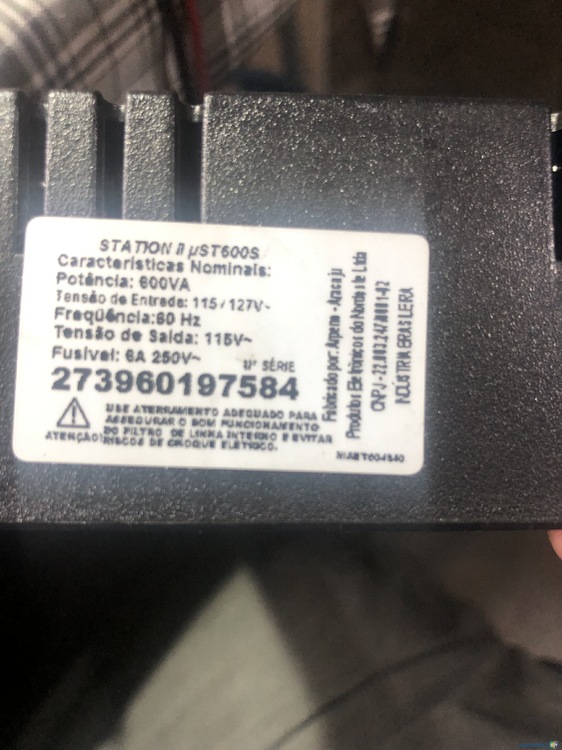 STATION II µST600S
Características Nominais:
Potência: 600VA
Tensão de Entrada: 115 / 127V~
Freqüência:60 Hz
Tensão de Saída: 115V~
Fusível: 6A 250V~
Nº SÉRIE
273960197584
USE ATERRAMENTO ADEQUADO PARA
ASSEGURAR O BOM FUNCIONAMENTO
DO FILTRO DE LINHA INTERNO E EVITAR
RISCOS DE CHOQUE ELÉTRICO.
ATENÇÃO!
Fabricado por: - Aracaju
Produtos Eletrônicos do Nordeste Ltda
CNPJ -
INDÚSTRIA BRASILEIRA